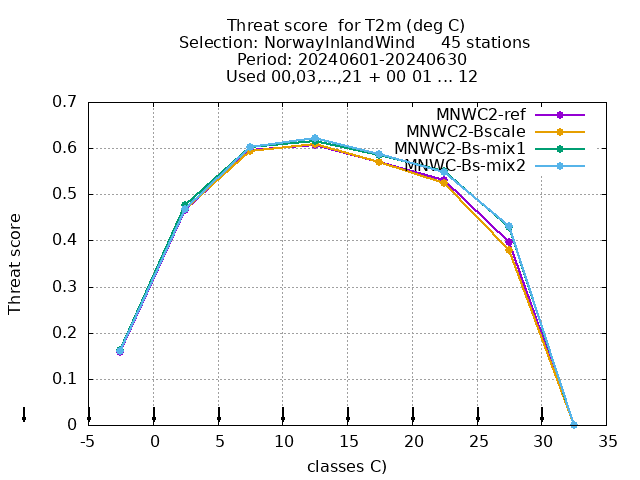 Threat score  for T2m (deg C)
Selection: NorwayInlandWind     45 stations
Period: 20240601-20240630
Used 00,03,...,21 + 00 01 ... 12
MNWC2-ref
MNWC2-Bscale
MNWC2-Bs-mix1
MNWC-Bs-mix2
Threat score
0.7
0.6
0.5
0.4
0.3
0.2
0.1
0
-5 0 5 10 15 20 25 30 35
classes C)